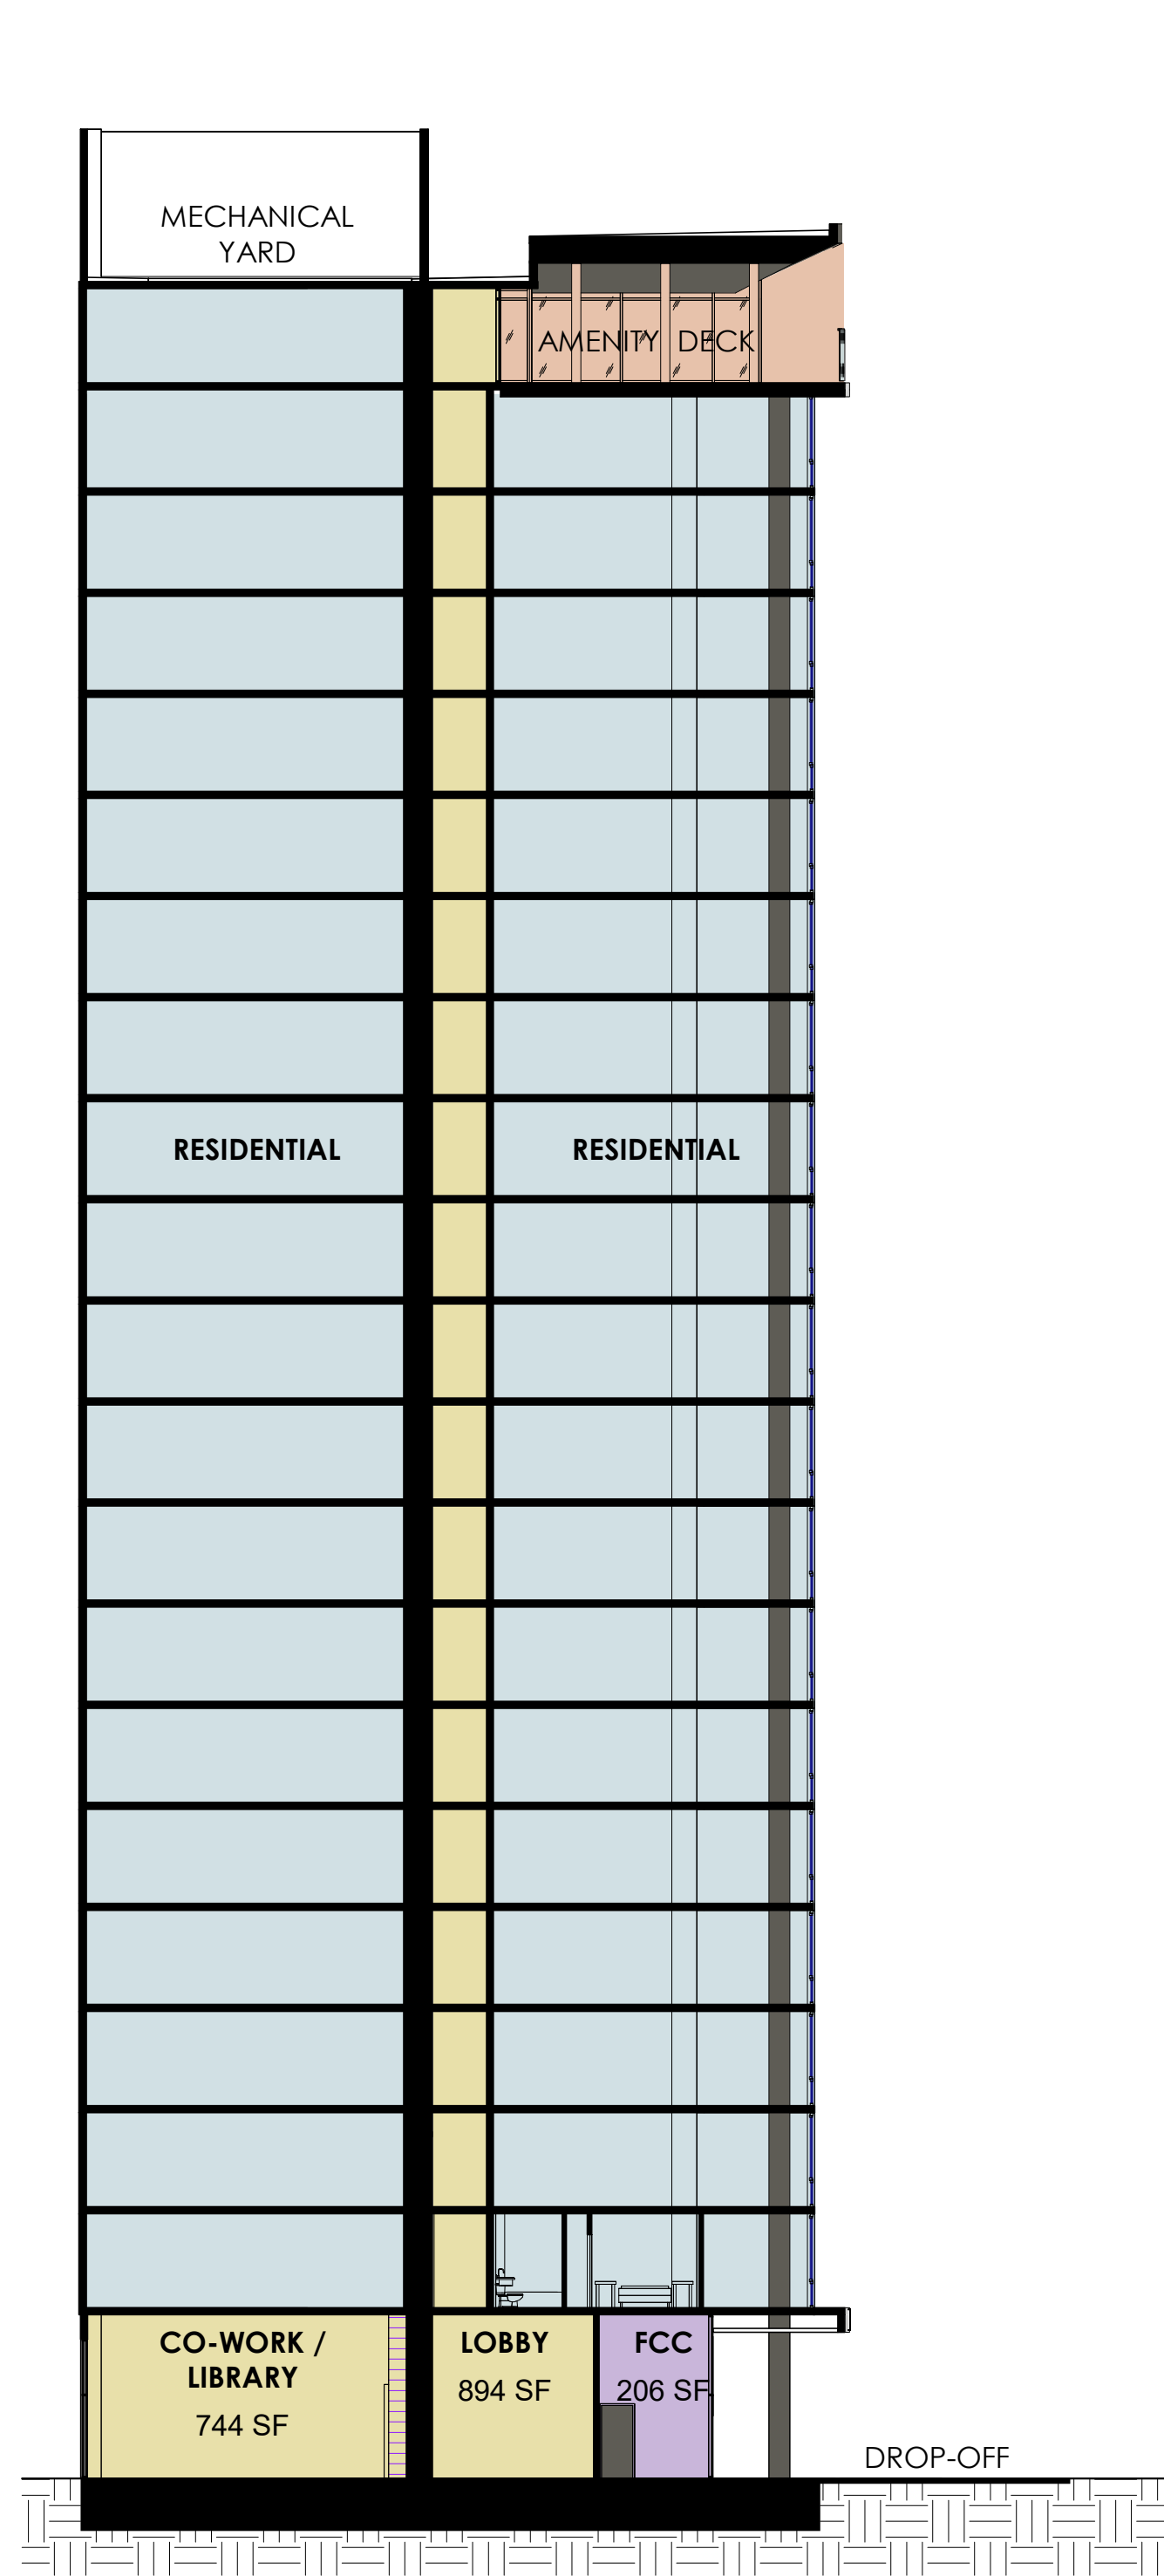 MECHANICAL
YARD
AMENITY DECK
RESIDENTIAL
RESIDENTIAL
CO-WORK /
LIBRARY
744 SF
LOBBY
894 SF
FCC
206 SF
DROP-OFF